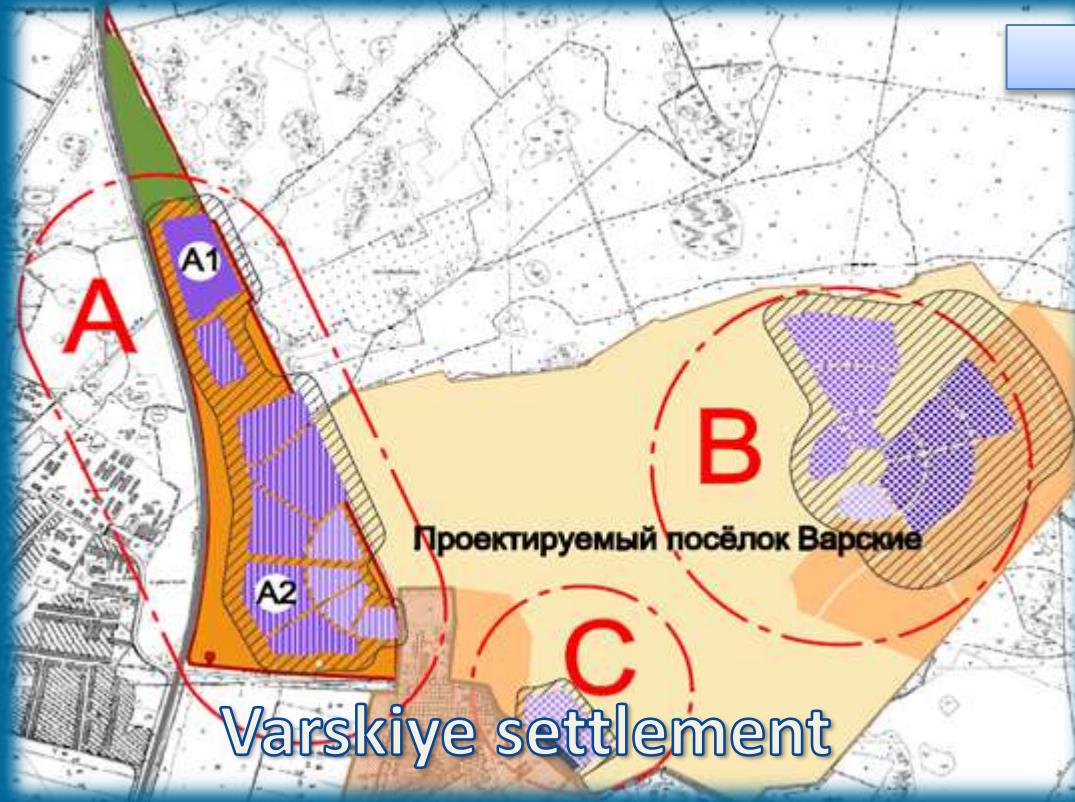 A1
A
B
Проектируемый посёлок Варские
A2
C
Varskiye settlement